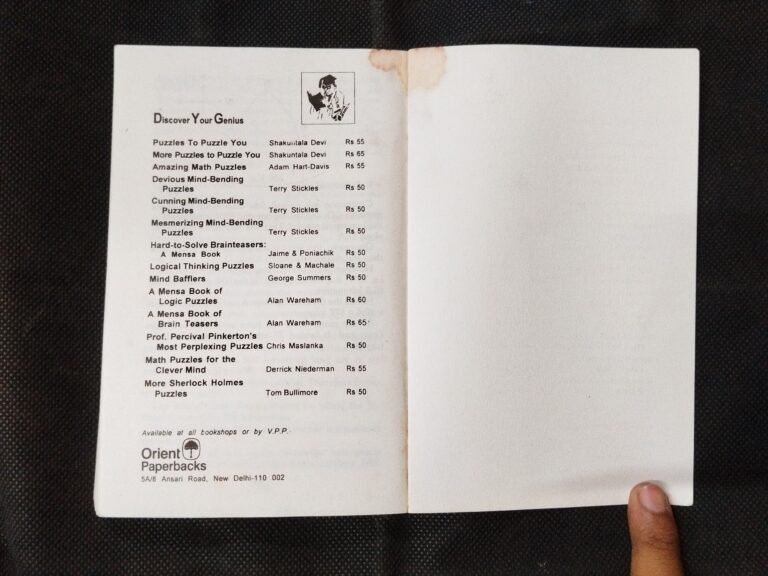 Discover Your Genius
Puzzles To Puzzle You Shakuntala Devi Rs 55
More Puzzles to Puzzle You Shakuntala Devi Rs 65
Amazing Math Puzzles Adam Hart-Davis Rs 55
Devious Mind-Bending
Puzzles Terry Stickles Rs 50
Cunning Mind-Bending
Puzzles Terry Stickles Rs 50
Mesmerizing Mind-Bending
Puzzles Terry Stickles Rs 50
Hard-to-Solve Brainteasers:
A Mensa Book Jaime & Poniachik Rs 50
Logical Thinking Puzzles Sloane & Machale Rs 50
Mind Bafflers George Summers Rs 50
A Mensa Book of
Logic Puzzles Alan Wareham Rs 60
A Mensa Book of
Brain Teasers Alan Wareham Rs 65
Prof. Percival Pinkerton's
Most Perplexing Puzzles Chris Maslanka Rs 50
Math Puzzles for the
Clever Mind Derrick Niederman Rs 55
More Sherlock Holmes
Puzzles Tom Bullimore Rs 50
Available at all bookshops or by V.P.P.
Orient
Paperbacks
5A/8 Ansari Road, New Delhi-110 002